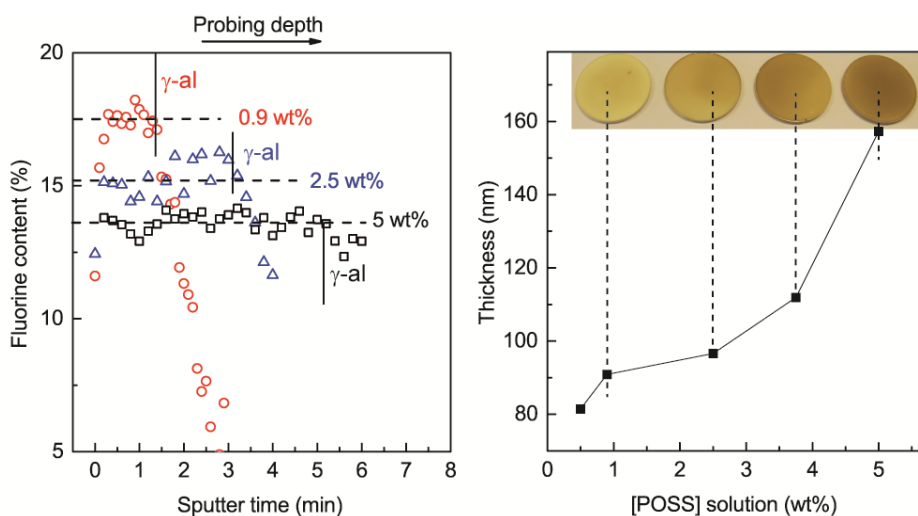 Probing depth
20
15
10
5
Fluorine content (%)
γ-al
0.9 wt%
γ-al
2.5 wt%
5 wt%
γ-al
0 1 2 3 4 5 6 7 8
Sputter time (min)
160
140
120
100
80
Thickness (nm)
0 1 2 3 4 5
[POSS] solution (wt%)